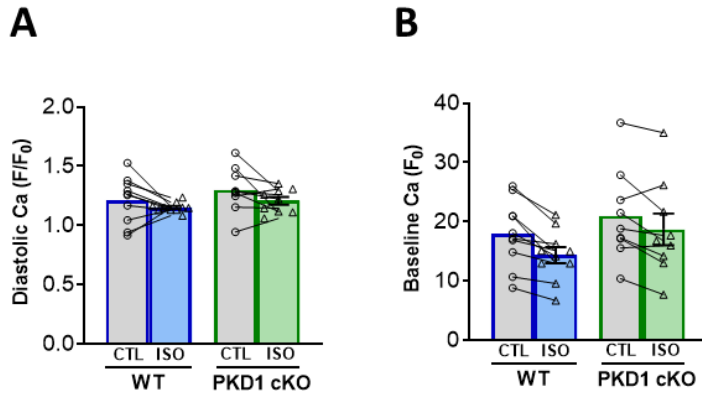 A
Diastolic Ca (F/F₀)
2.0
1.5
1.0
0.5
0.0
CTL ISO CTL ISO
WT PKD1 cKO
B
Baseline Ca (F₀)
40
30
20
10
0
CTL ISO CTL ISO
WT PKD1 cKO